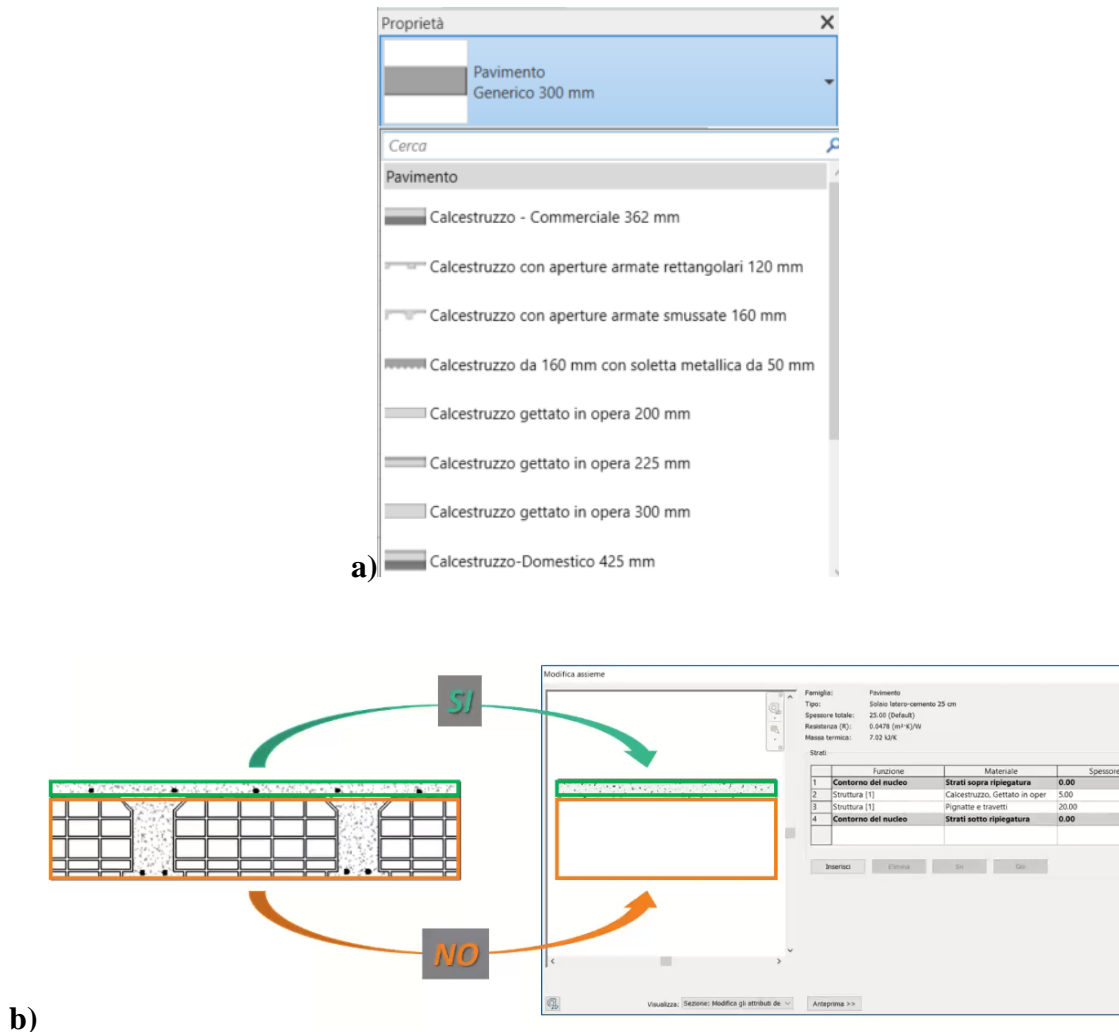 Proprietà
Pavimento
Generico 300 mm
Cerca
Pavimento
Calcestruzzo - Commerciale 362 mm
Calcestruzzo con aperture armate rettangolari 120 mm
Calcestruzzo con aperture armate smussate 160 mm
Calcestruzzo da 160 mm con soletta metallica da 50 mm
Calcestruzzo gettato in opera 200 mm
Calcestruzzo gettato in opera 225 mm
Calcestruzzo gettato in opera 300 mm
Calcestruzzo-Domestico 425 mm
a)
SI
NO
Modifica assieme
Famiglia: Pavimento
Tipo: Solaio latero-cemento 25 cm
Spessore totale: 25.00 (Default)
Resistenza (R): 0.0478 (m²·K)/W
Massa termica: 7.02 kJ/K
Strati
Funzione Materiale Spessore
1 Contorno del nucleo Strati sopra ripiegatura 0.00
2 Struttura [1] Calcestruzzo, Gettato in oper 5.00
3 Struttura [1] Pignatte e travetti 20.00
4 Contorno del nucleo Strati sotto ripiegatura 0.00
Inserisci Elimina
Visualizza: Sezione: Modifica gli attributi de Anteprima >>
b)